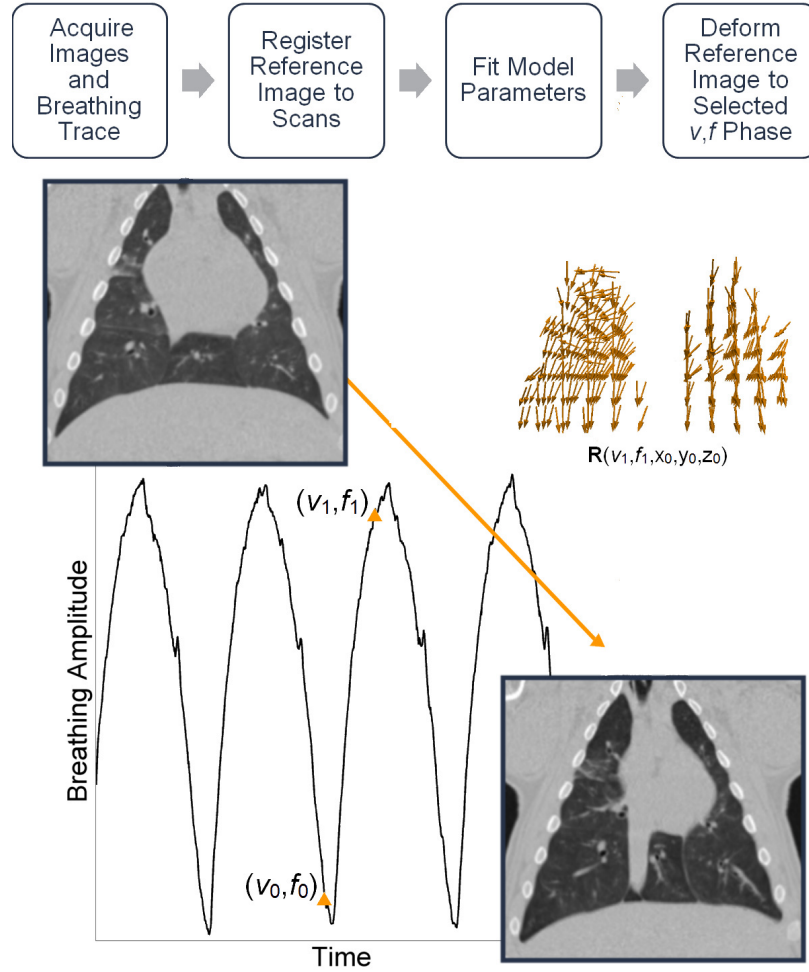 Acquire
Images
and
Breathing
Trace
Register
Reference
Image to
Scans
Fit Model
Parameters
Deform
Reference
Image to
Selected
v,f Phase
R(v₁,f₁,x₀,y₀,z₀)
(v₁,f₁)
Breathing Amplitude
(v₀,f₀)
Time